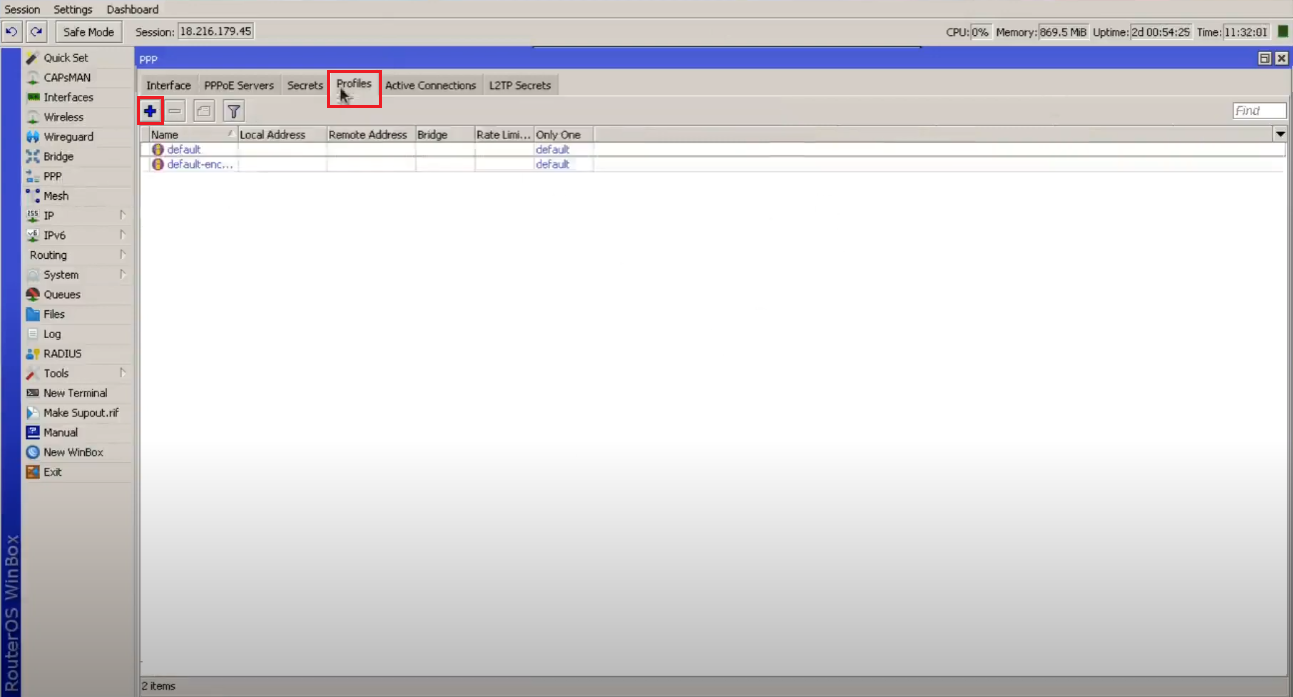 Session Settings Dashboard
Safe Mode Session: 18.216.179.45 CPU: 0% Memory: 869.5 MiB Uptime: 2d 00:54:25 Time: 11:32:01
Quick Set
CAPsMAN
Interfaces
Wireless
Wireguard
Bridge
PPP
Mesh
IP
IPv6
Routing
System
Queues
Files
Log
RADIUS
Tools
New Terminal
Make Supout.rif
Manual
New WinBox
Exit
RouterOS WinBox
PPP
Interface PPPoE Servers Secrets Profiles Active Connections L2TP Secrets
Find
Name Local Address Remote Address Bridge Rate Limi... Only One
default default
default-enc... default
2 items